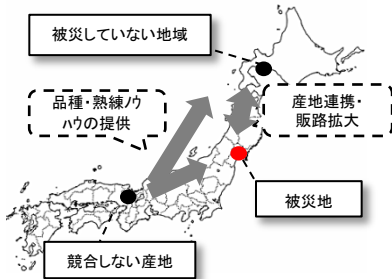 被災していない地域
品種・熟練ノウ
ハウの提供
産地連携・
販路拡大
被災地
競合しない産地